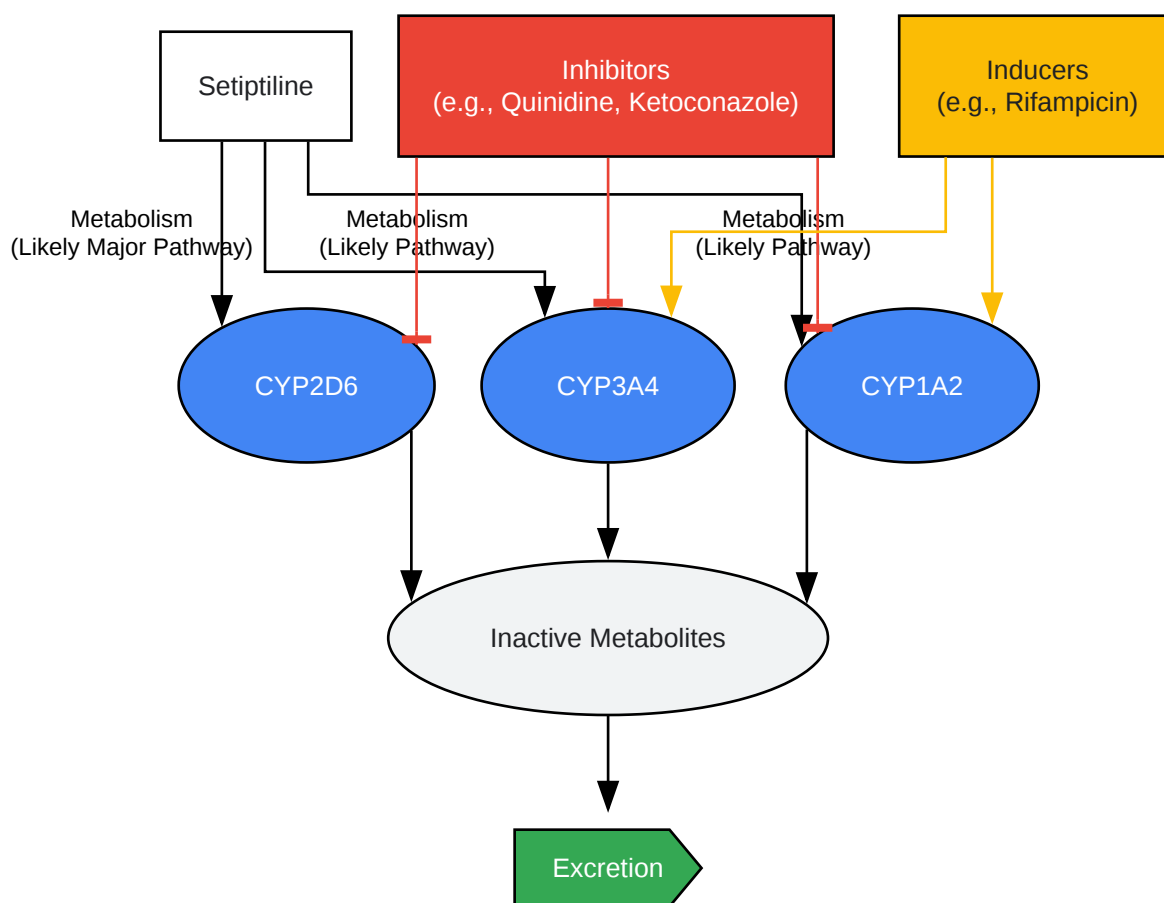 Setiptiline
Inhibitors
(e.g., Quinidine, Ketoconazole)
Inducers
(e.g., Rifampicin)
Metabolism
(Likely Major Pathway)
Metabolism
(Likely Pathway)
Metabolism
(Likely Pathway)
CYP2D6
CYP3A4
CYP1A2
Inactive Metabolites
Excretion